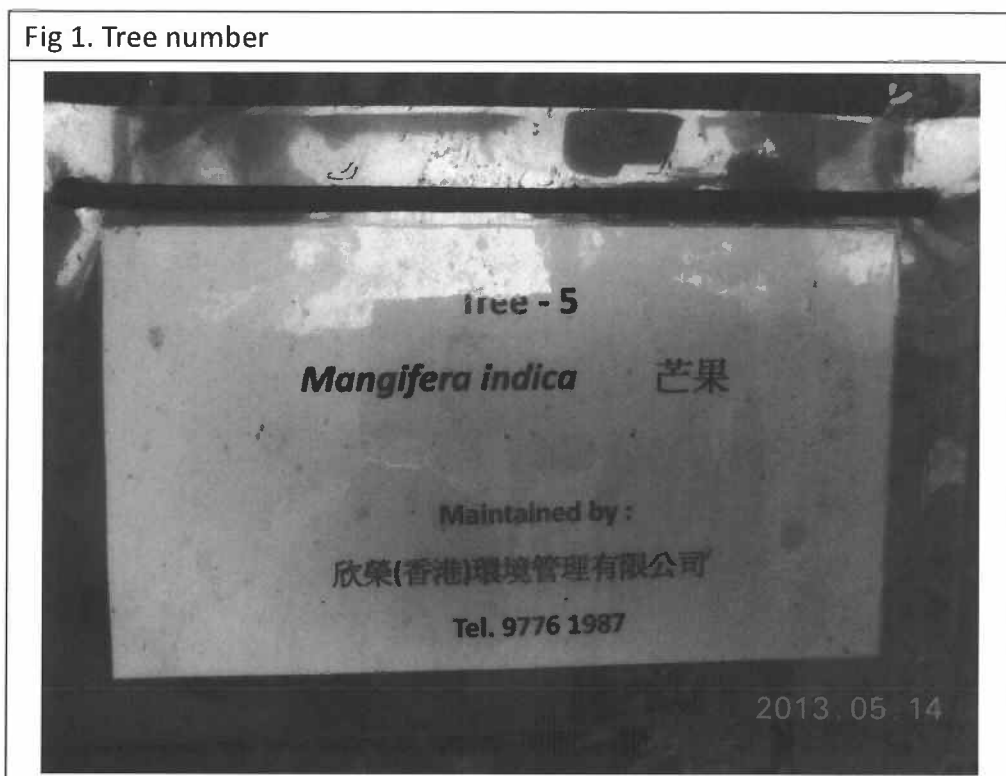 Fig 1. Tree number
Tree - 5
Mangifera indica 芒果
Maintained by :
欣榮(香港)環境管理有限公司
Tel. 9776 1987
2013.05.14